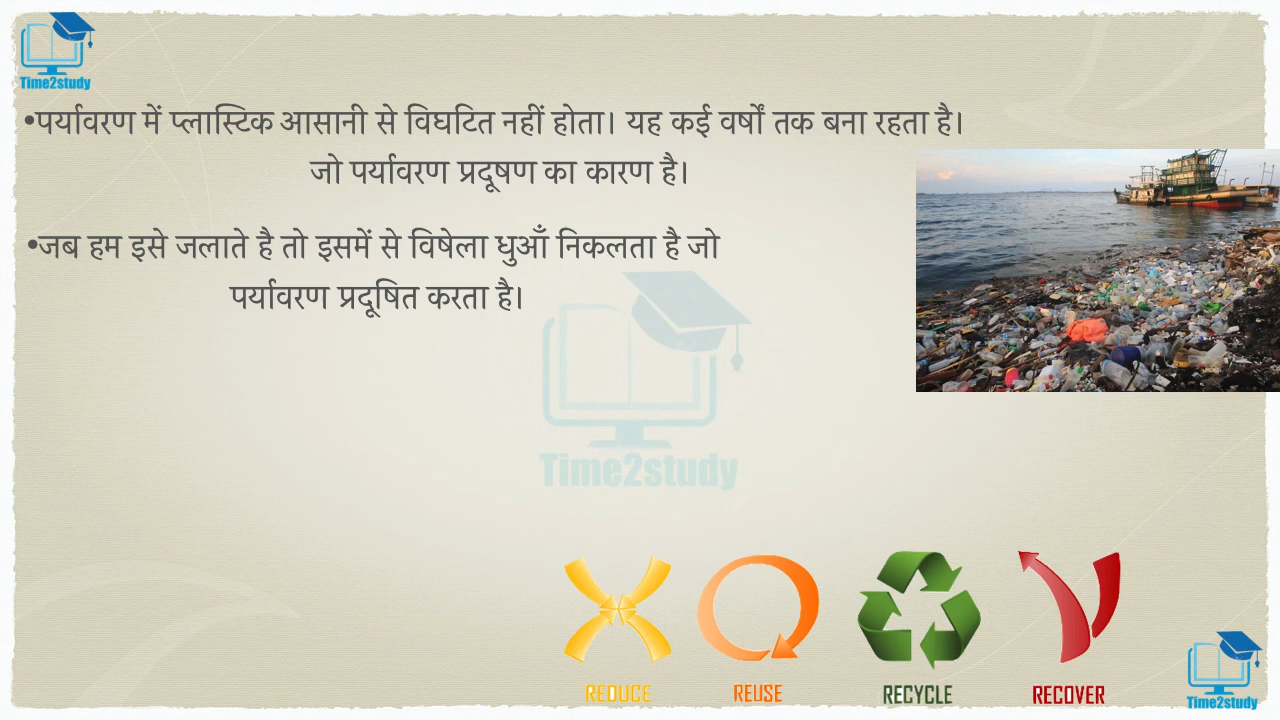 Time2study
•पर्यावरण में प्लास्टिक आसानी से विघटित नहीं होता। यह कई वर्षों तक बना रहता है।
जो पर्यावरण प्रदूषण का कारण है।
•जब हम इसे जलाते है तो इसमें से विषेला धुआँ निकलता है जो
पर्यावरण प्रदूषित करता है।
Time2study
REDUCE REUSE RECYCLE RECOVER
Time2study